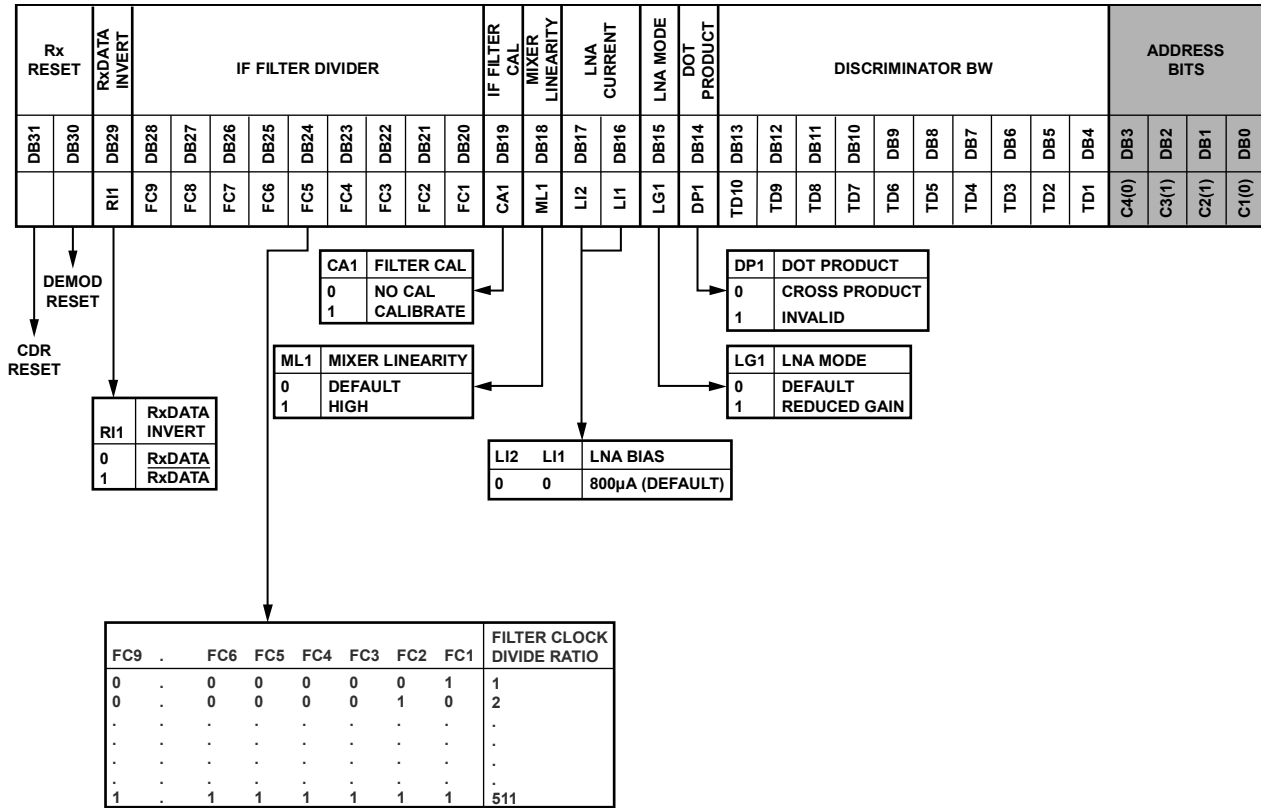 Rx
RESET
RxDATA
INVERT
IF FILTER DIVIDER
IF FILTER
CAL
MIXER
LINEARITY
LNA
CURRENT
LNA MODE
DOT
PRODUCT
DISCRIMINATOR BW
ADDRESS
BITS
DB31 DB30 DB29 DB28 DB27 DB26 DB25 DB24 DB23 DB22 DB21 DB20 DB19 DB18 DB17 DB16 DB15 DB14 DB13 DB12 DB11 DB10 DB9 DB8 DB7 DB6 DB5 DB4 DB3 DB2 DB1 DB0
RI1 FC9 FC8 FC7 FC6 FC5 FC4 FC3 FC2 FC1 CA1 ML1 LI2 LI1 LG1 DP1 TD10 TD9 TD8 TD7 TD6 TD5 TD4 TD3 TD2 TD1 C4(0) C3(1) C2(1) C1(0)
DEMOD
RESET
CDR
RESET
CA1 FILTER CAL
0 NO CAL
1 CALIBRATE
DP1 DOT PRODUCT
0 CROSS PRODUCT
1 INVALID
ML1 MIXER LINEARITY
0 DEFAULT
1 HIGH
LG1 LNA MODE
0 DEFAULT
1 REDUCED GAIN
RI1 RxDATA
INVERT
0 RxDATA
1 RxDATA
LI2 LI1 LNA BIAS
0 0 800µA (DEFAULT)
FC9 . FC6 FC5 FC4 FC3 FC2 FC1 FILTER CLOCK
DIVIDE RATIO
0 . 0 0 0 0 0 1 1
0 . 0 0 0 0 1 0 2
. . . . . . . . .
. . . . . . . . .
. . . . . . . . .
. . . . . . . . .
1 . 1 1 1 1 1 1 511